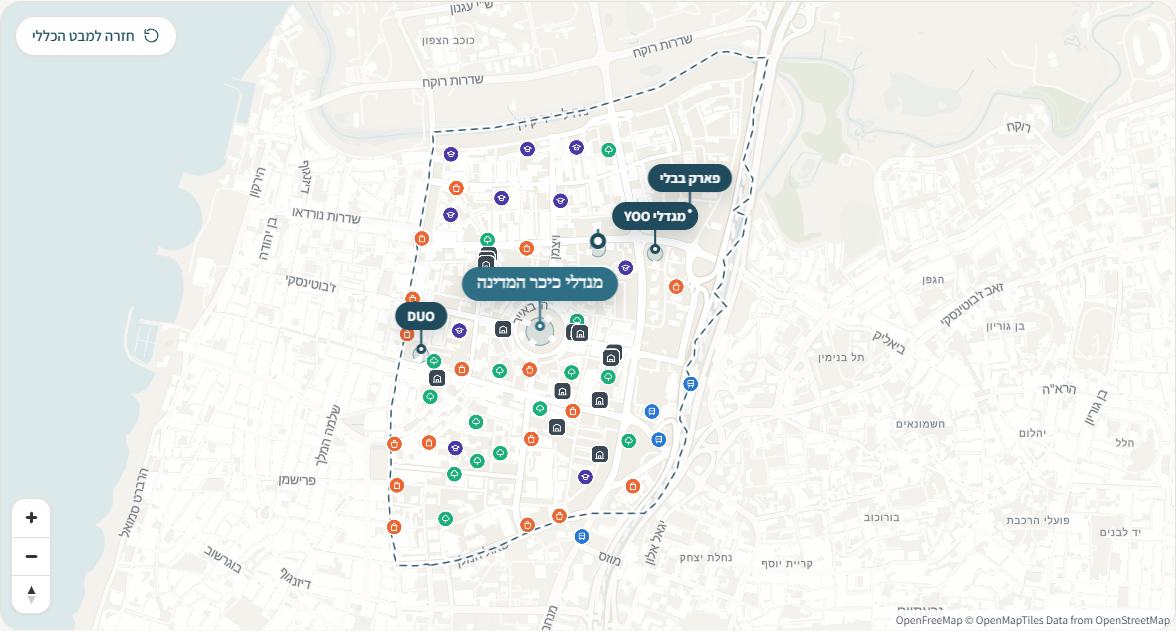 חזרה למבט הכללי
ש"י עגנון
כוכב הצפון
שדרות רוקח
שדרות רוקח
רוקח
הירקון
דיזנגוף
שדרות נורדאו
בן יהודה
ז'בוטינסקי
ויצמן
פארק בבלי
מגדלי YOO
מגדלי כיכר המדינה
DUO
הגפן
זאב ז'בוטינסקי
בן גוריון
ביאליק
תל בנימין
הרא"ה
בן גוריון
חשמונאים
יהלום
הלל
שלמה המלך
פרישמן
הרברט סמואל
בוגרשוב
דיזנגוף
מוזס
יגאל אלון
נחלת יצחק
קריית יוסף
בורוכוב
פועלי הרכבת
יד לבנים
+
−
OpenFreeMap © OpenMapTiles Data from OpenStreetMap